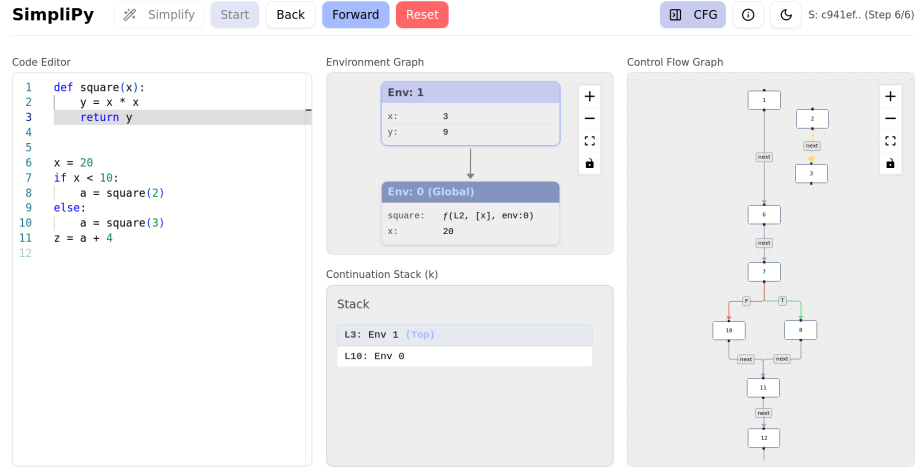 SimpliPy
Simplify
Start
Back
Forward
Reset
CFG
S: c941ef.. (Step 6/6)
Code Editor
1 def square(x):
2 y = x * x
3 return y
4
5
6 x = 20
7 if x < 10:
8 a = square(2)
9 else:
10 a = square(3)
11 z = a + 4
12
Environment Graph
Env: 1
x: 3
y: 9
Env: 0 (Global)
square: ƒ(L2, [x], env:0)
x: 20
Continuation Stack (k)
Stack
L3: Env 1 (Top)
L10: Env 0
Control Flow Graph
1
2
next
next
3
6
next
7
F
T
10
8
next
next
11
next
12